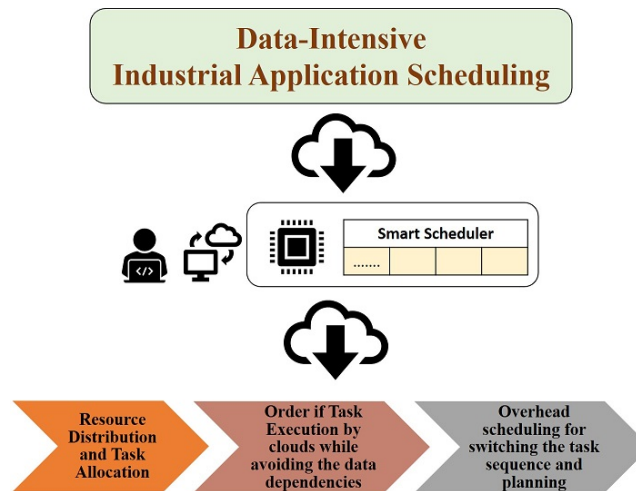 Data-Intensive
Industrial Application Scheduling
</>
Smart Scheduler
.......
Resource
Distribution
and Task
Allocation
Order if Task
Execution by
clouds while
avoiding the data
dependencies
Overhead
scheduling for
switching the task
sequence and
planning